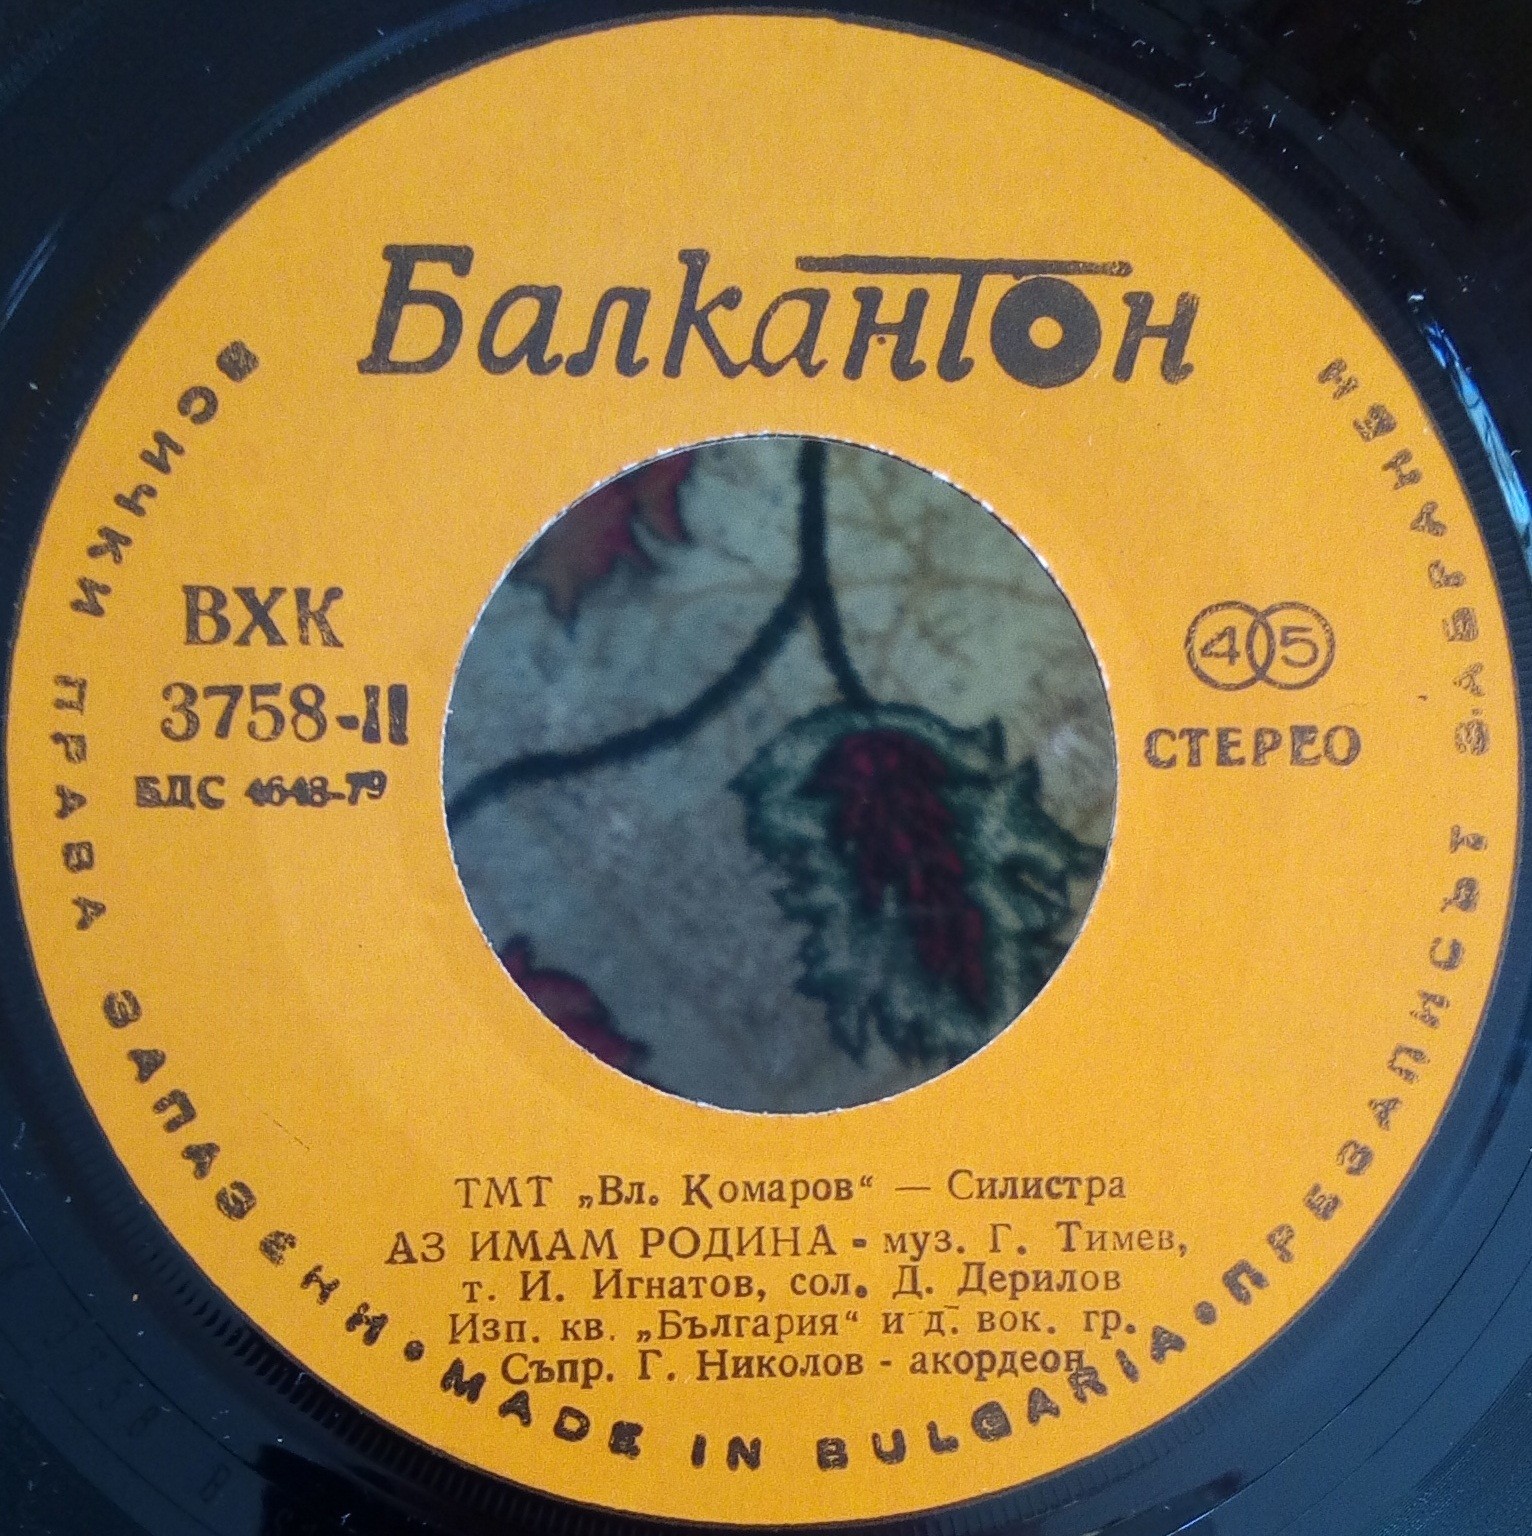 Балкантон
ВХК
3758-II
БДС 4648-79
45
СТЕРЕО
ТМТ „Вл. Комаров“ — Силистра
АЗ ИМАМ РОДИНА - муз. Г. Тимев,
т. И. Игнатов, сол. Д. Дерилов
Изп. кв. „България“ и д. вок. гр.
Съпр. Г. Николов - акордеон
ВСИЧКИ ПРАВА ЗАПАЗЕНИ • MADE IN BULGARIA • ПРЕЗАПИСЪТ ЗАБРАНЕН